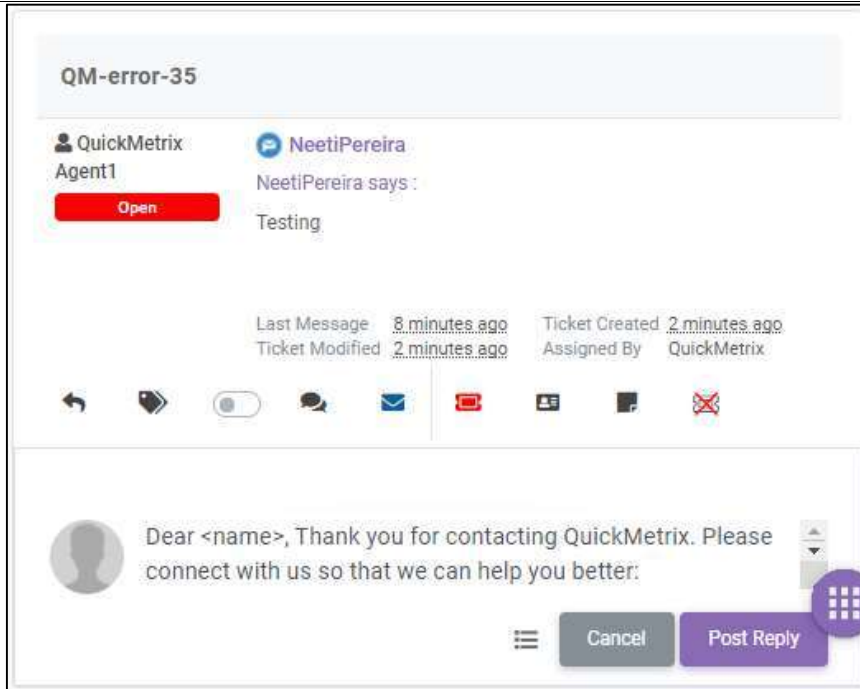 QM-error-35
QuickMetrix
Agent1
Open
NeetiPereira
NeetiPereira says :
Testing
Last Message 8 minutes ago Ticket Created 2 minutes ago
Ticket Modified 2 minutes ago Assigned By QuickMetrix
Dear <name>, Thank you for contacting QuickMetrix. Please
connect with us so that we can help you better:
Cancel Post Reply